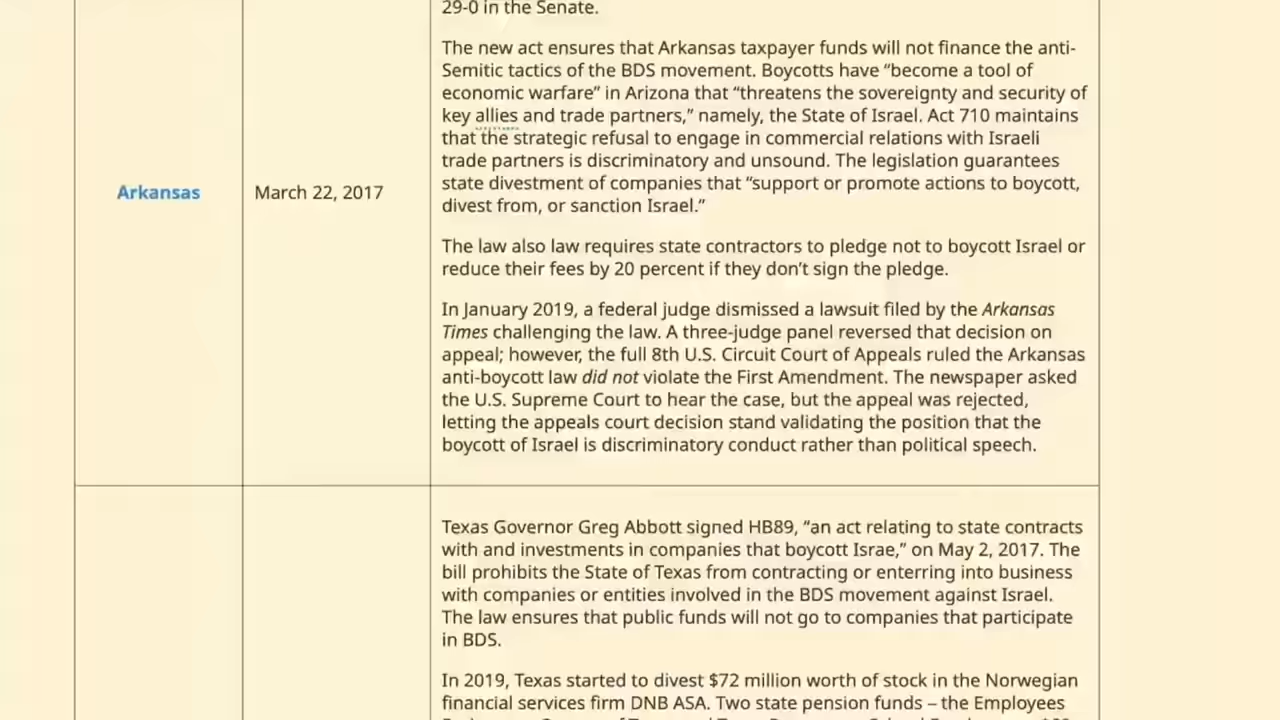 29-0 in the Senate.
The new act ensures that Arkansas taxpayer funds will not finance the anti-
Semitic tactics of the BDS movement. Boycotts have “become a tool of
economic warfare” in Arizona that “threatens the sovereignty and security of
key allies and trade partners,” namely, the State of Israel. Act 710 maintains
that the strategic refusal to engage in commercial relations with Israeli
trade partners is discriminatory and unsound. The legislation guarantees
Arkansas
March 22, 2017
state divestment of companies that “support or promote actions to boycott,
divest from, or sanction Israel.”
The law also law requires state contractors to pledge not to boycott Israel or
reduce their fees by 20 percent if they don’t sign the pledge.
In January 2019, a federal judge dismissed a lawsuit filed by the Arkansas
Times challenging the law. A three-judge panel reversed that decision on
appeal; however, the full 8th U.S. Circuit Court of Appeals ruled the Arkansas
anti-boycott law did not violate the First Amendment. The newspaper asked
the U.S. Supreme Court to hear the case, but the appeal was rejected,
letting the appeals court decision stand validating the position that the
boycott of Israel is discriminatory conduct rather than political speech.
Texas Governor Greg Abbott signed HB89, “an act relating to state contracts
with and investments in companies that boycott Israe,” on May 2, 2017. The
bill prohibits the State of Texas from contracting or enterring into business
with companies or entities involved in the BDS movement against Israel.
The law ensures that public funds will not go to companies that participate
in BDS.
In 2019, Texas started to divest $72 million worth of stock in the Norwegian
financial services firm DNB ASA. Two state pension funds – the Employees